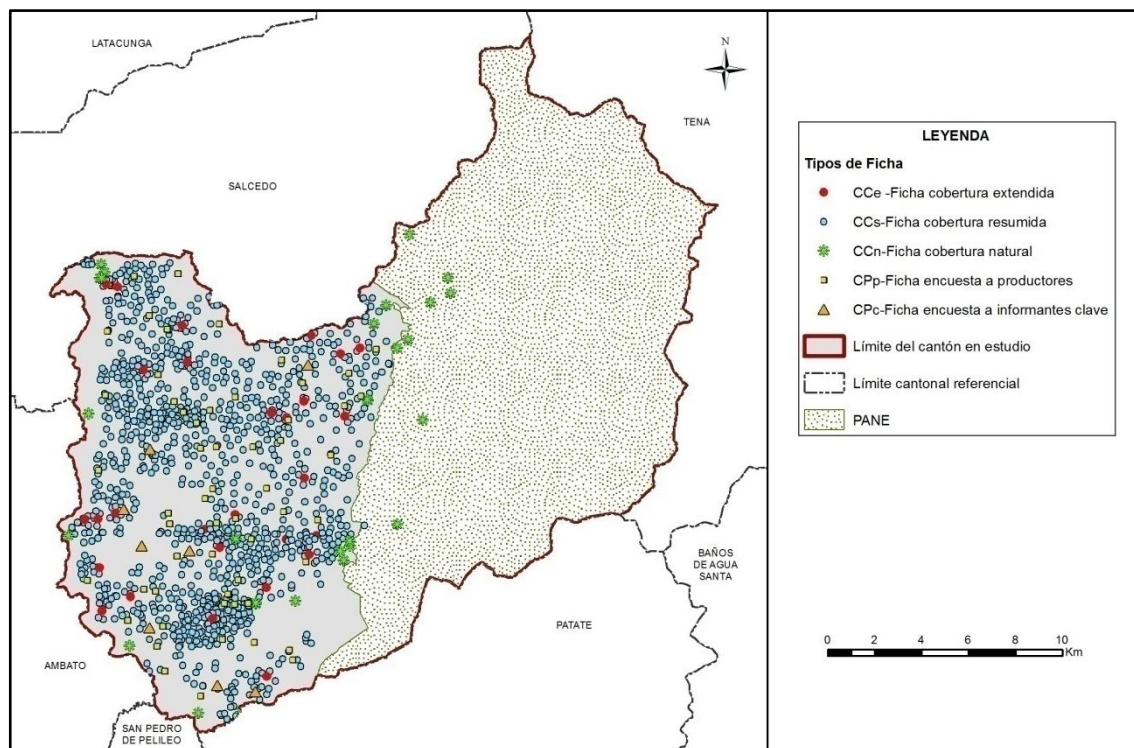 LATACUNGA
N
TENA
SALCEDO
BAÑOS
DE AGUA
SANTA
PATATE
AMBATO
SAN PEDRO
DE PELILEO
LEYENDA
Tipos de Ficha
CCe -Ficha cobertura extendida
CCs-Ficha cobertura resumida
CCn-Ficha cobertura natural
CPp-Ficha encuesta a productores
CPc-Ficha encuesta a informantes clave
Límite del cantón en estudio
Límite cantonal referencial
PANE
0 2 4 6 8 10
Km